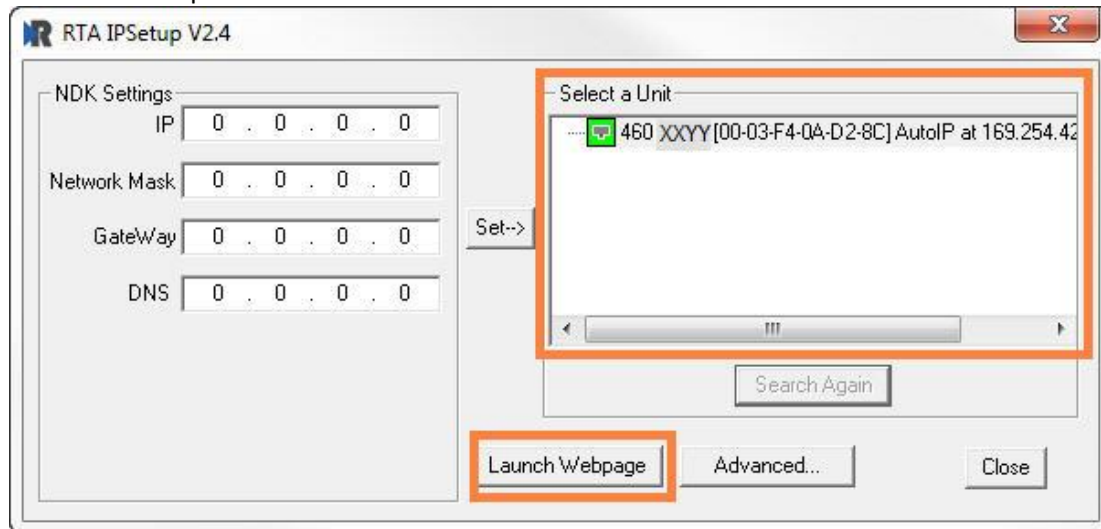 RTA IPSetup V2.4
NDK Settings
IP 0 . 0 . 0 . 0
Network Mask 0 . 0 . 0 . 0
GateWay 0 . 0 . 0 . 0
DNS 0 . 0 . 0 . 0
Set-->
Select a Unit
460 XXYY [00-03-F4-0A-D2-8C] AutoIP at 169.254.42
Search Again
Launch Webpage
Advanced...
Close